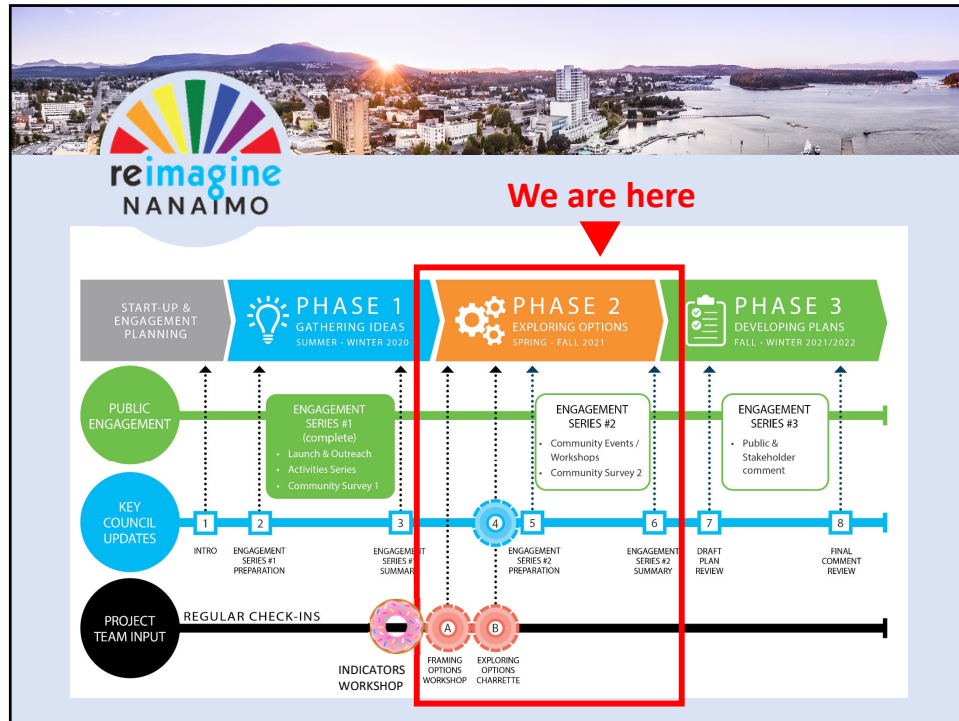 reimagine
NANAIMO
We are here
START-UP &
ENGAGEMENT
PLANNING
PHASE 1
GATHERING IDEAS
SUMMER - WINTER 2020
PHASE 2
EXPLORING OPTIONS
SPRING - FALL 2021
PHASE 3
DEVELOPING PLANS
FALL - WINTER 2021/2022
PUBLIC
ENGAGEMENT
ENGAGEMENT
SERIES #1
(complete)
• Launch & Outreach
• Activities Series
• Community Survey 1
ENGAGEMENT
SERIES #2
• Community Events /
Workshops
• Community Survey 2
ENGAGEMENT
SERIES #3
• Public &
Stakeholder
comment
KEY
COUNCIL
UPDATES
1
INTRO
2
ENGAGEMENT
SERIES #1
PREPARATION
3
ENGAGEMENT
SERIES #1
SUMMARY
4
5
ENGAGEMENT
SERIES #2
PREPARATION
6
ENGAGEMENT
SERIES #2
SUMMARY
7
DRAFT
PLAN
REVIEW
8
FINAL
COMMENT
REVIEW
PROJECT
TEAM INPUT
REGULAR CHECK-INS
INDICATORS
WORKSHOP
A
FRAMING
OPTIONS
WORKSHOP
B
EXPLORING
OPTIONS
CHARRETTE